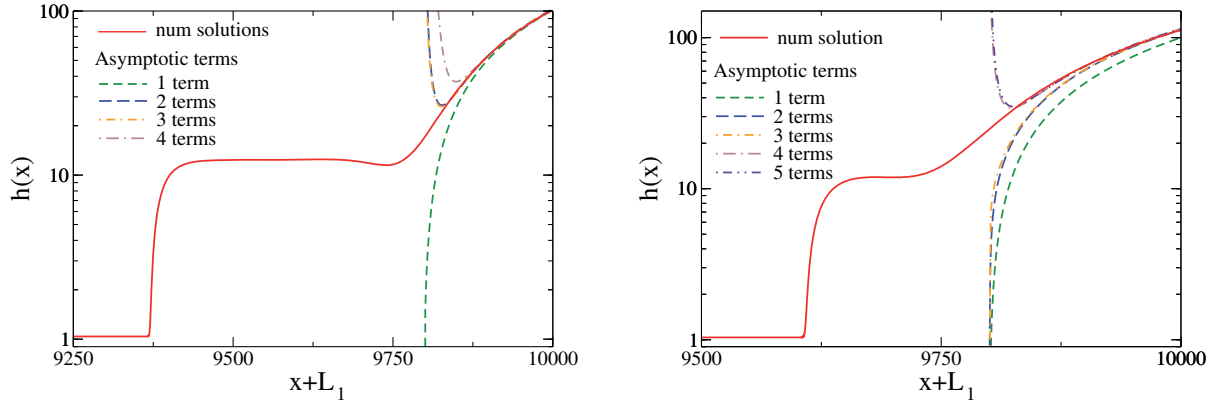 100
10
1
h(x)
num solutions
Asymptotic terms
1 term
2 terms
3 terms
4 terms
9250
9500
9750
10000
x+L_1
100
10
1
h(x)
num solution
Asymptotic terms
1 term
2 terms
3 terms
4 terms
5 terms
9500
9750
10000
x+L_1